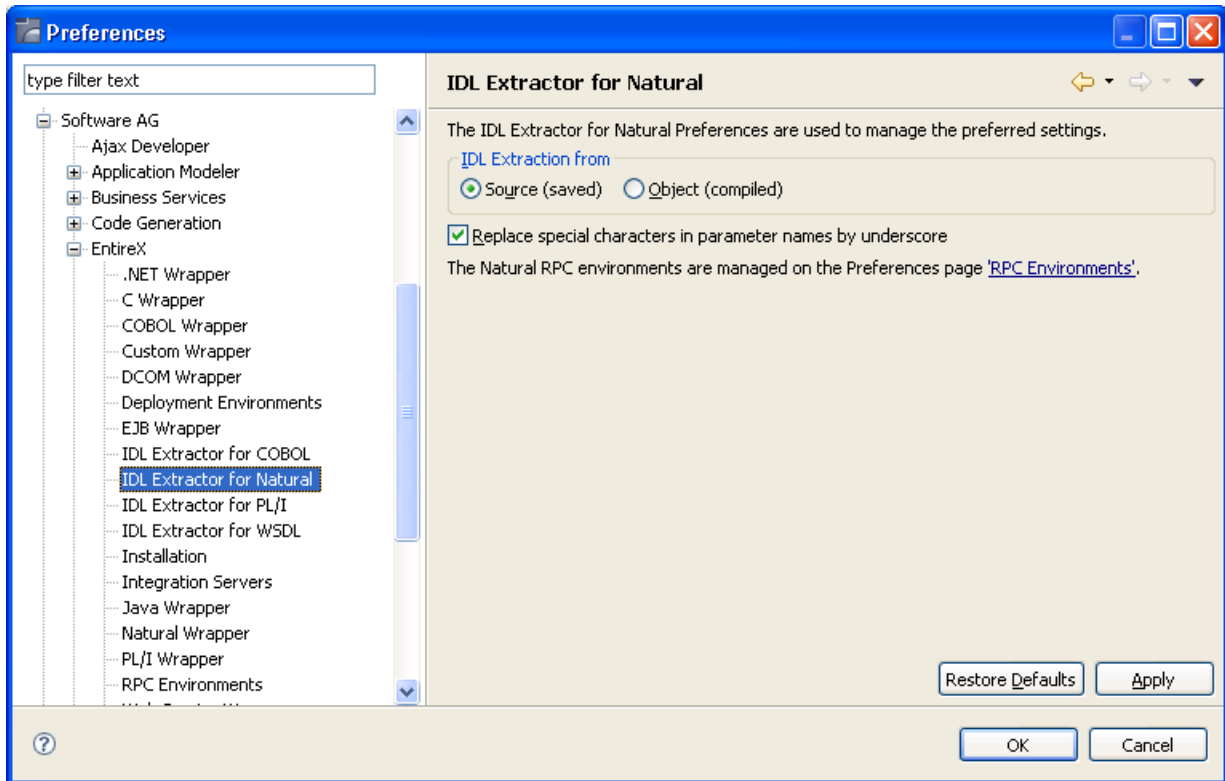 Preferences
type filter text
Software AG
Ajax Developer
Application Modeler
Business Services
Code Generation
EntireX
.NET Wrapper
C Wrapper
COBOL Wrapper
Custom Wrapper
DCOM Wrapper
Deployment Environments
EJB Wrapper
IDL Extractor for COBOL
IDL Extractor for Natural
IDL Extractor for PL/I
IDL Extractor for WSDL
Installation
Integration Servers
Java Wrapper
Natural Wrapper
PL/I Wrapper
RPC Environments
IDL Extractor for Natural
The IDL Extractor for Natural Preferences are used to manage the preferred settings.
IDL Extraction from
Source (saved) Object (compiled)
Replace special characters in parameter names by underscore
The Natural RPC environments are managed on the Preferences page 'RPC Environments'.
Restore Defaults Apply
OK Cancel